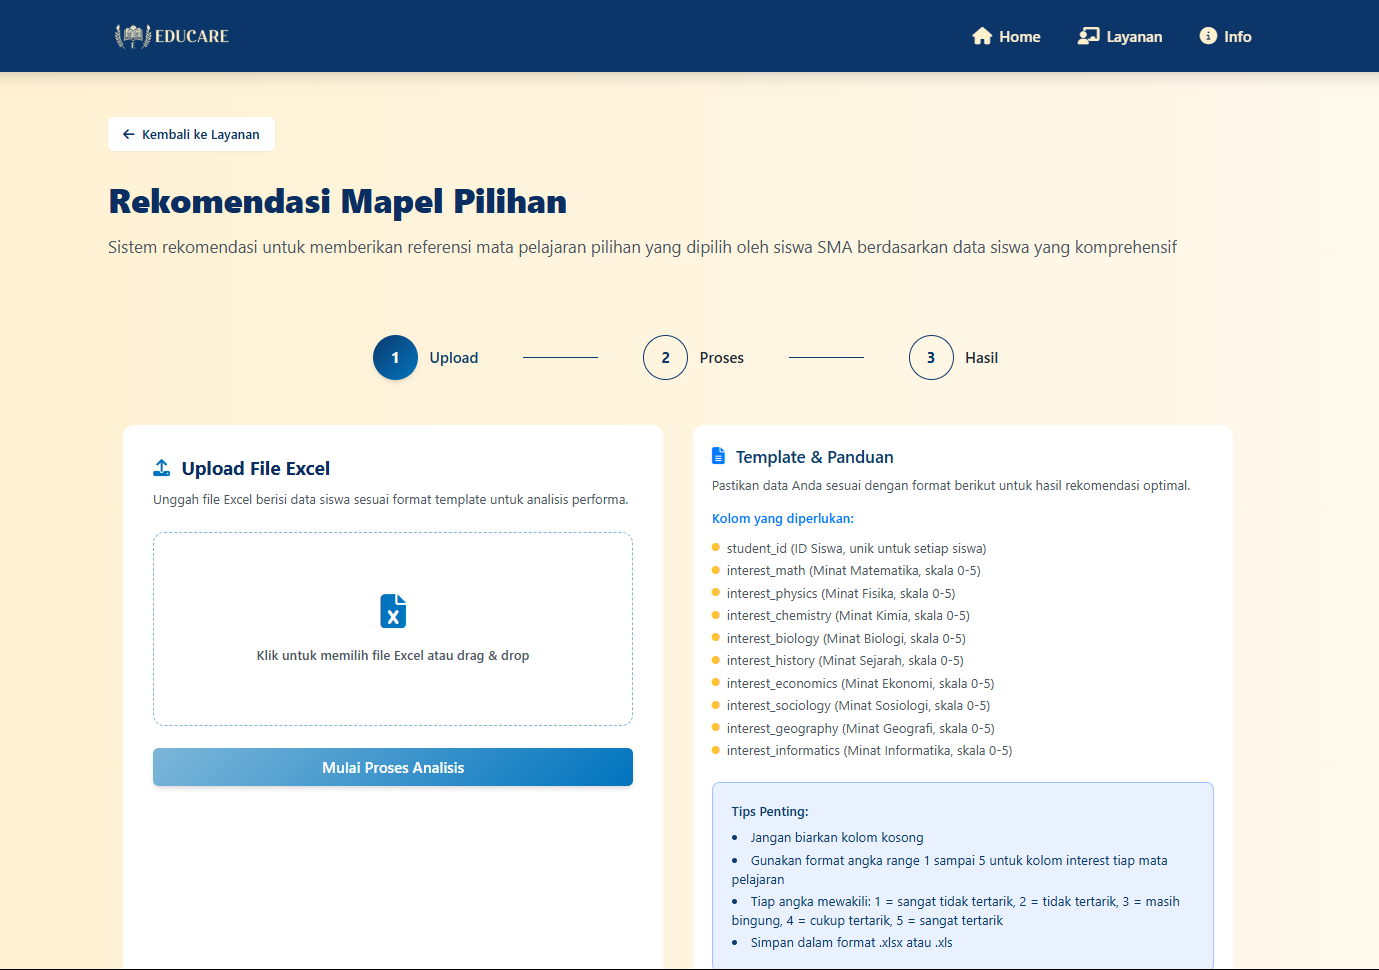 EDUCARE
Home
Layanan
Info
Kembali ke Layanan
Rekomendasi Mapel Pilihan
Sistem rekomendasi untuk memberikan referensi mata pelajaran pilihan yang dipilih oleh siswa SMA berdasarkan data siswa yang komprehensif
1 Upload
2 Proses
3 Hasil
Upload File Excel
Unggah file Excel berisi data siswa sesuai format template untuk analisis performa.
Klik untuk memilih file Excel atau drag & drop
Mulai Proses Analisis
Template & Panduan
Pastikan data Anda sesuai dengan format berikut untuk hasil rekomendasi optimal.
Kolom yang diperlukan:
student_id (ID Siswa, unik untuk setiap siswa)
interest_math (Minat Matematika, skala 0-5)
interest_physics (Minat Fisika, skala 0-5)
interest_chemistry (Minat Kimia, skala 0-5)
interest_biology (Minat Biologi, skala 0-5)
interest_history (Minat Sejarah, skala 0-5)
interest_economics (Minat Ekonomi, skala 0-5)
interest_sociology (Minat Sosiologi, skala 0-5)
interest_geography (Minat Geografi, skala 0-5)
interest_informatics (Minat Informatika, skala 0-5)
Tips Penting:
• Jangan biarkan kolom kosong
• Gunakan format angka range 1 sampai 5 untuk kolom interest tiap mata
pelajaran
• Tiap angka mewakili: 1 = sangat tidak tertarik, 2 = tidak tertarik, 3 = masih
bingung, 4 = cukup tertarik, 5 = sangat tertarik
• Simpan dalam format .xlsx atau .xls